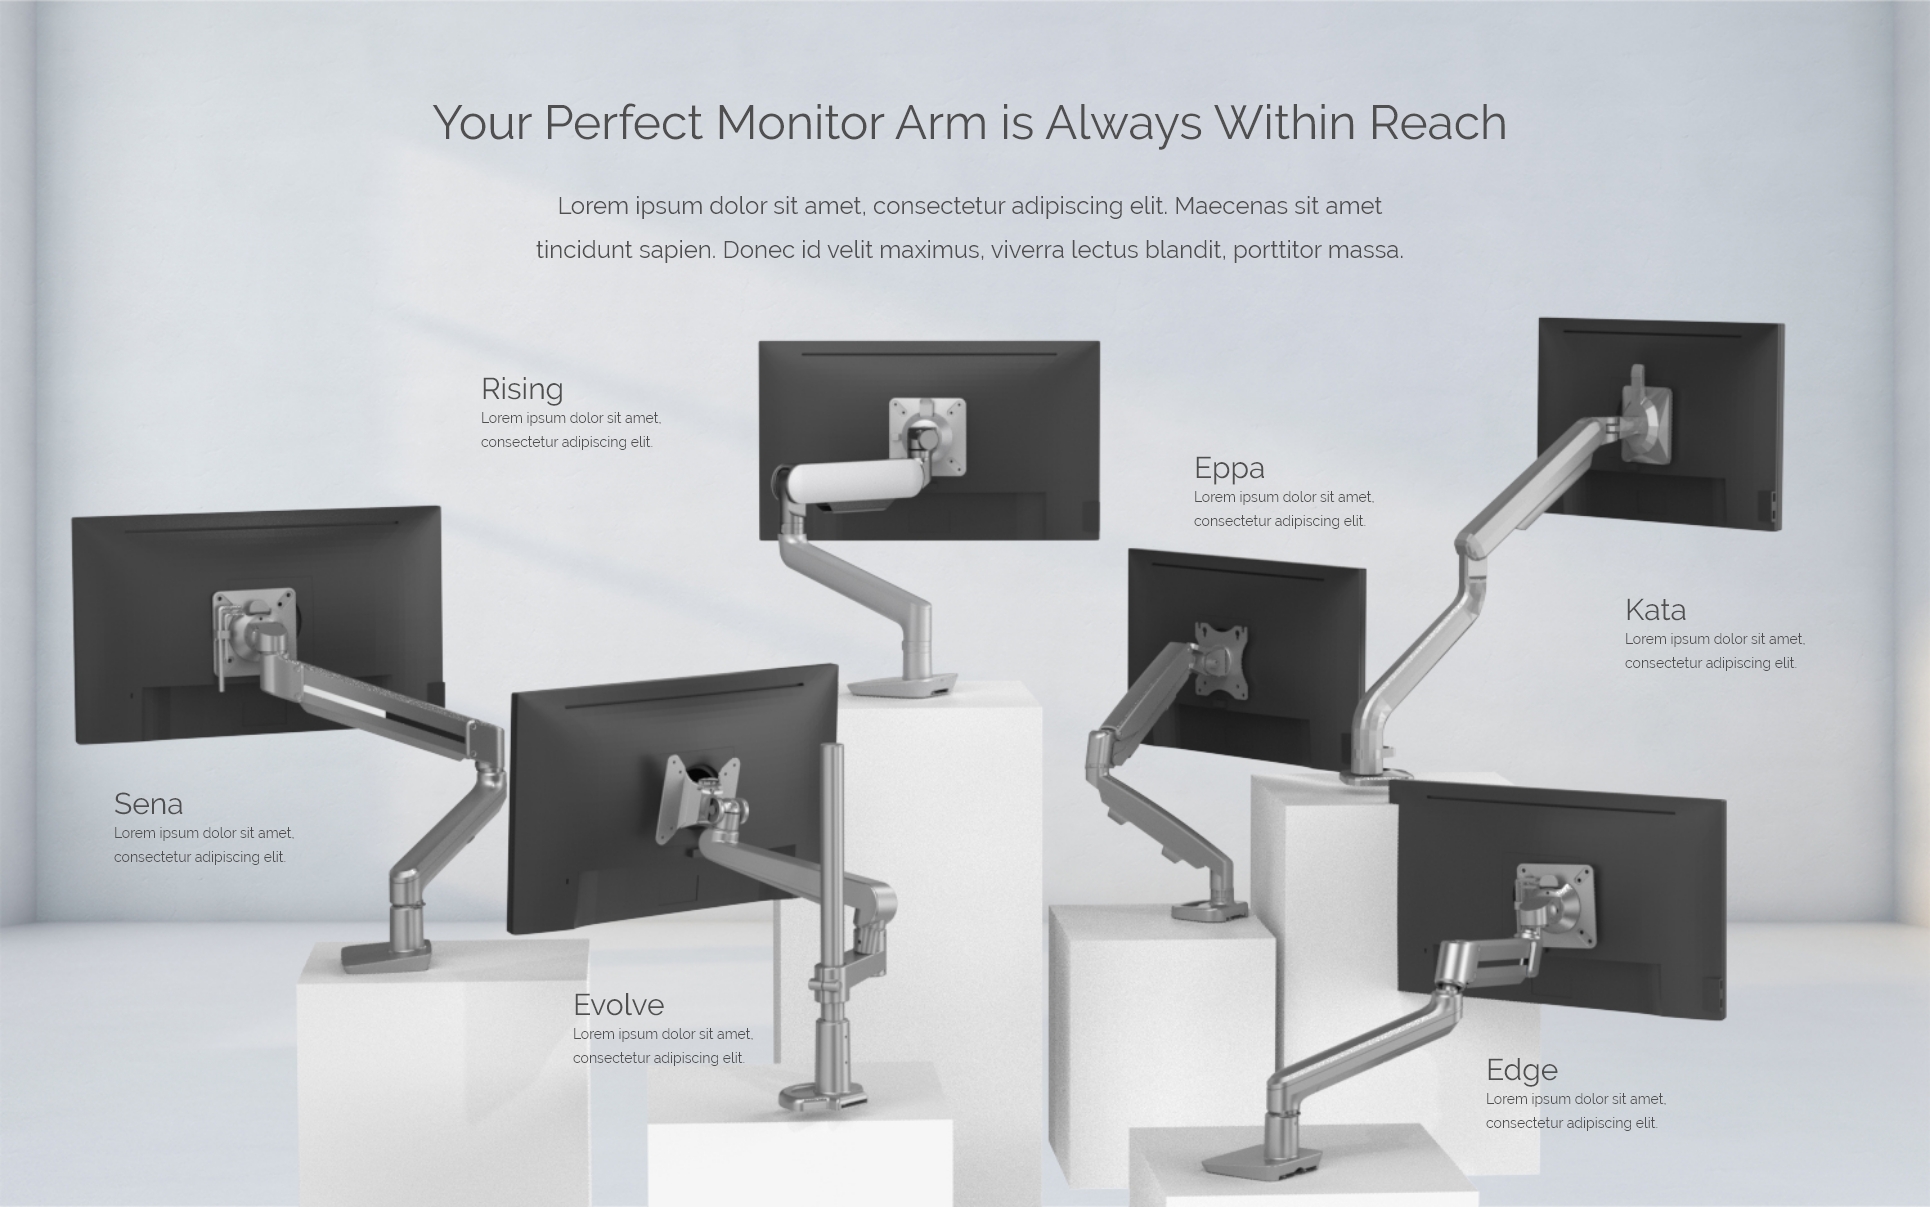 Your Perfect Monitor Arm is Always Within Reach
Lorem ipsum dolor sit amet, consectetur adipiscing elit. Maecenas sit amet
tincidunt sapien. Donec id velit maximus, viverra lectus blandit, porttitor massa.
Rising
Lorem ipsum dolor sit amet,
consectetur adipiscing elit.
Eppa
Lorem ipsum dolor sit amet,
consectetur adipiscing elit.
Kata
Lorem ipsum dolor sit amet,
consectetur adipiscing elit.
Sena
Lorem ipsum dolor sit amet,
consectetur adipiscing elit.
Evolve
Lorem ipsum dolor sit amet,
consectetur adipiscing elit.
Edge
Lorem ipsum dolor sit amet,
consectetur adipiscing elit.